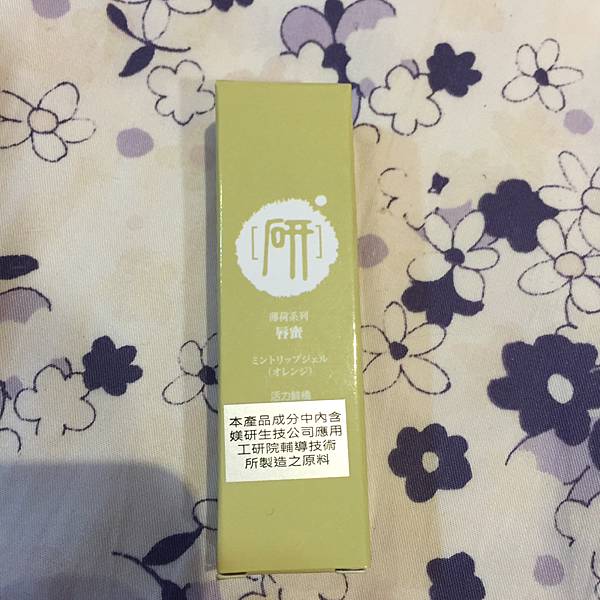 [研]
薄荷系列
唇蜜
ミントリップジェル
(オレンジ)
活力鮮橘
本產品成分中內含
媄研生技公司應用
工研院輔導技術
所製造之原料